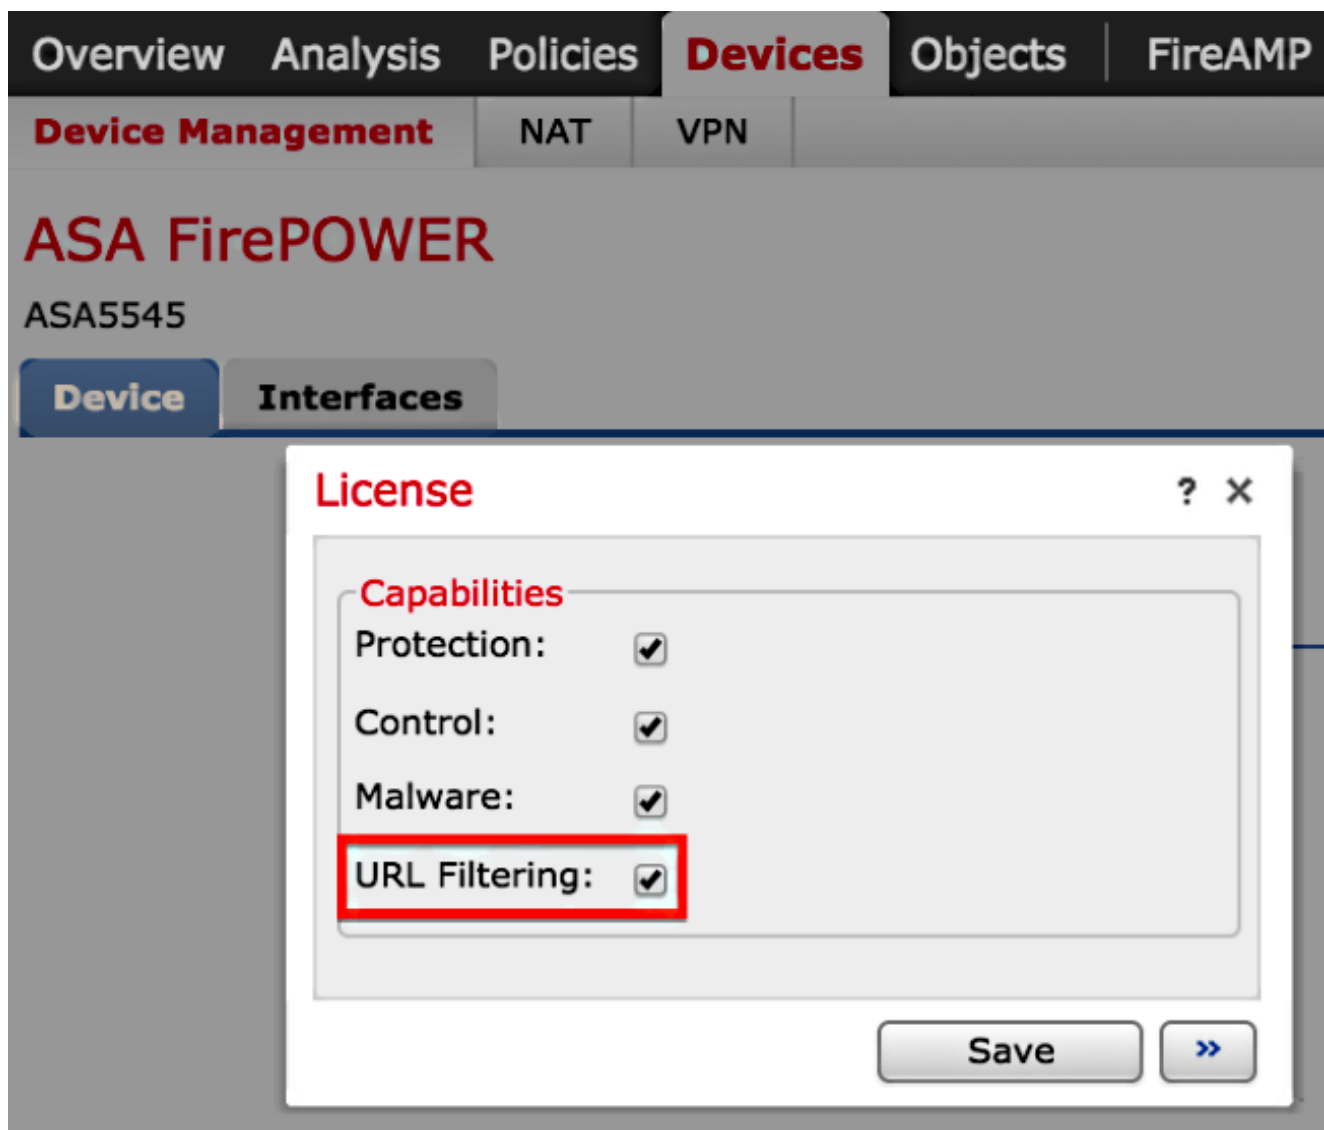 Overview Analysis Policies Devices Objects FireAMP
Device Management NAT VPN
ASA FirePOWER
ASA5545
Device Interfaces
License ? ×
Capabilities
Protection:
Control:
Malware:
URL Filtering:
Save »